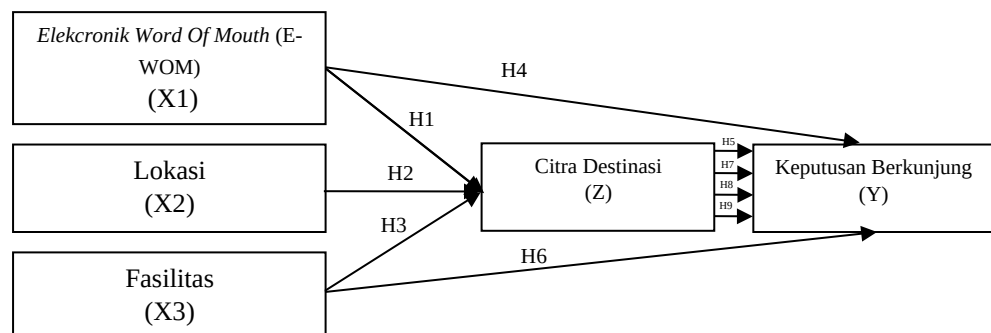 Elekcronik Word Of Mouth (E-
WOM)
(X1)
H4
H1
Lokasi
(X2)
H2
Citra Destinasi
(Z)
H5
H7
H8
H9
Keputusan Berkunjung
(Y)
H3
Fasilitas
(X3)
H6